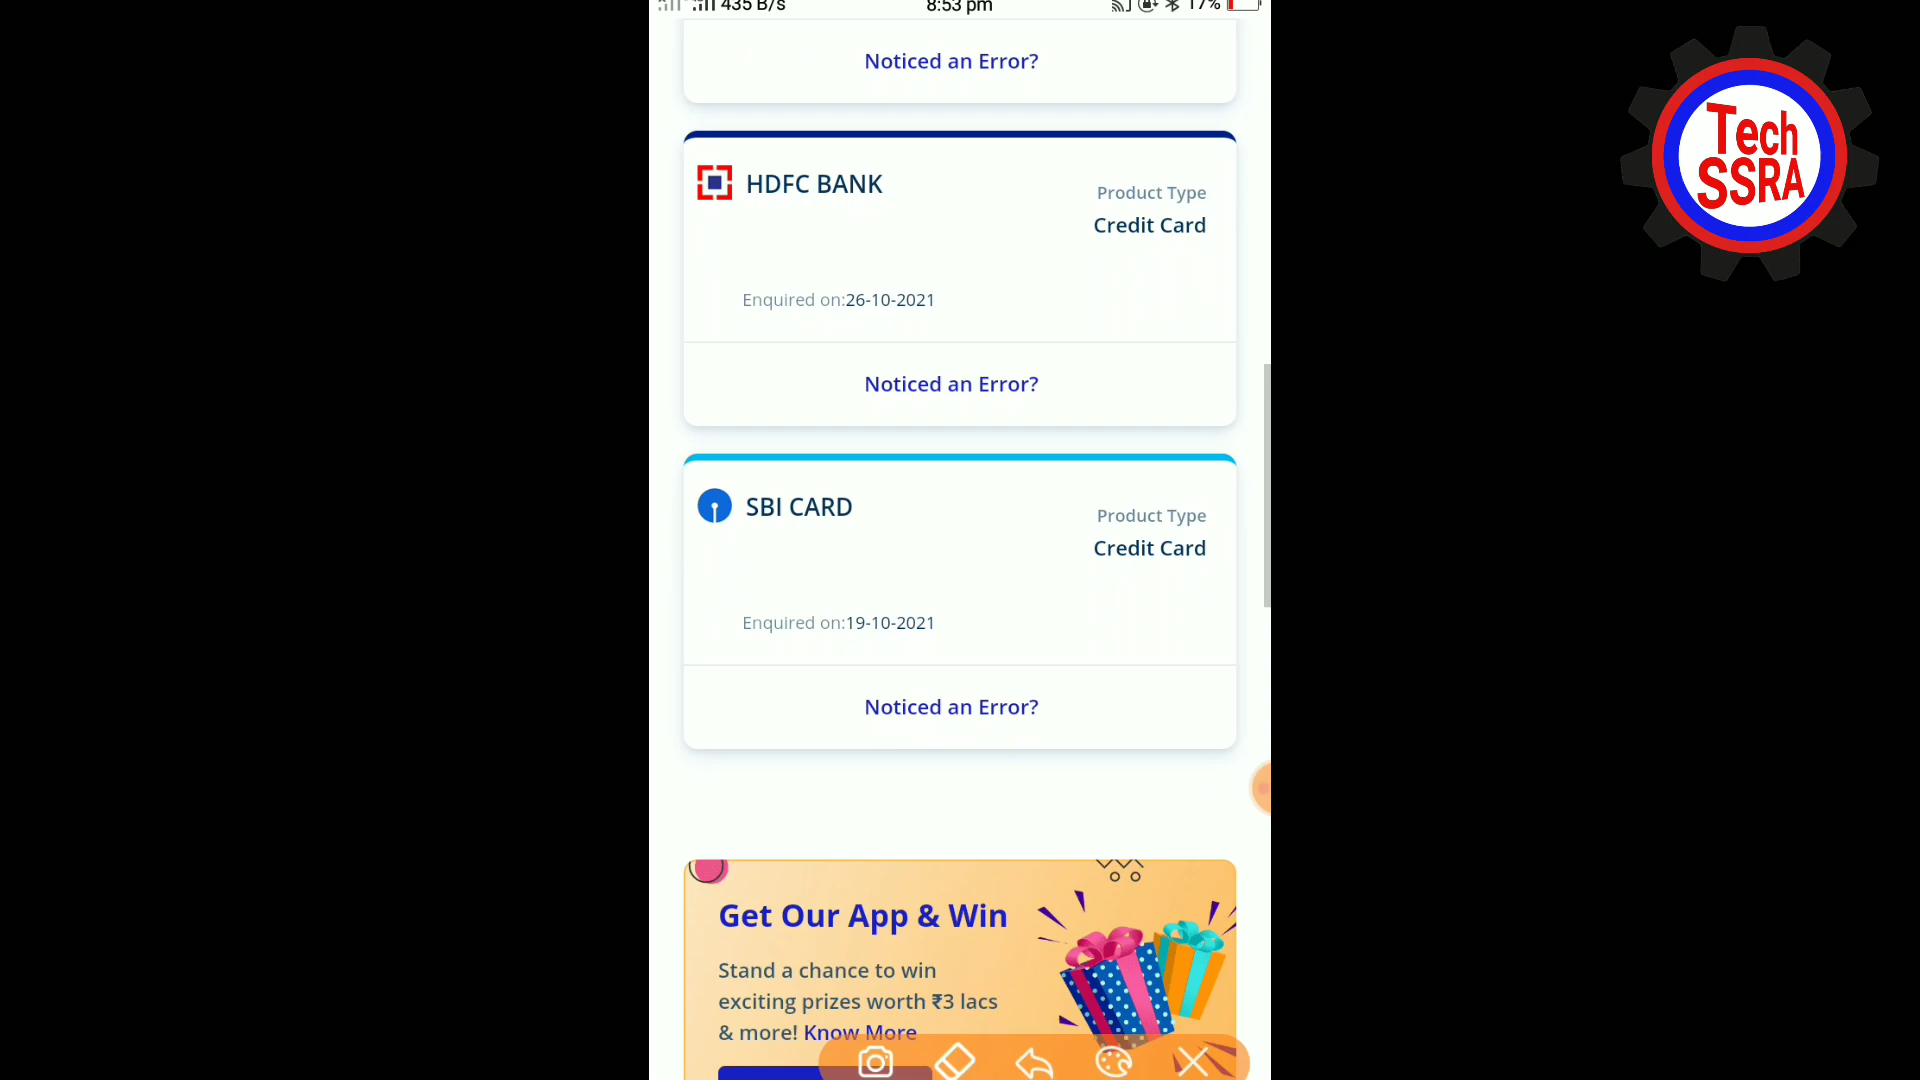 435 B/s 8:53 pm 17%
Noticed an Error?
HDFC BANK
Product Type
Credit Card
Enquired on:26-10-2021
Noticed an Error?
SBI CARD
Product Type
Credit Card
Enquired on:19-10-2021
Noticed an Error?
Get Our App & Win
Stand a chance to win
exciting prizes worth ₹3 lacs
& more! Know More
Tech
SSRA